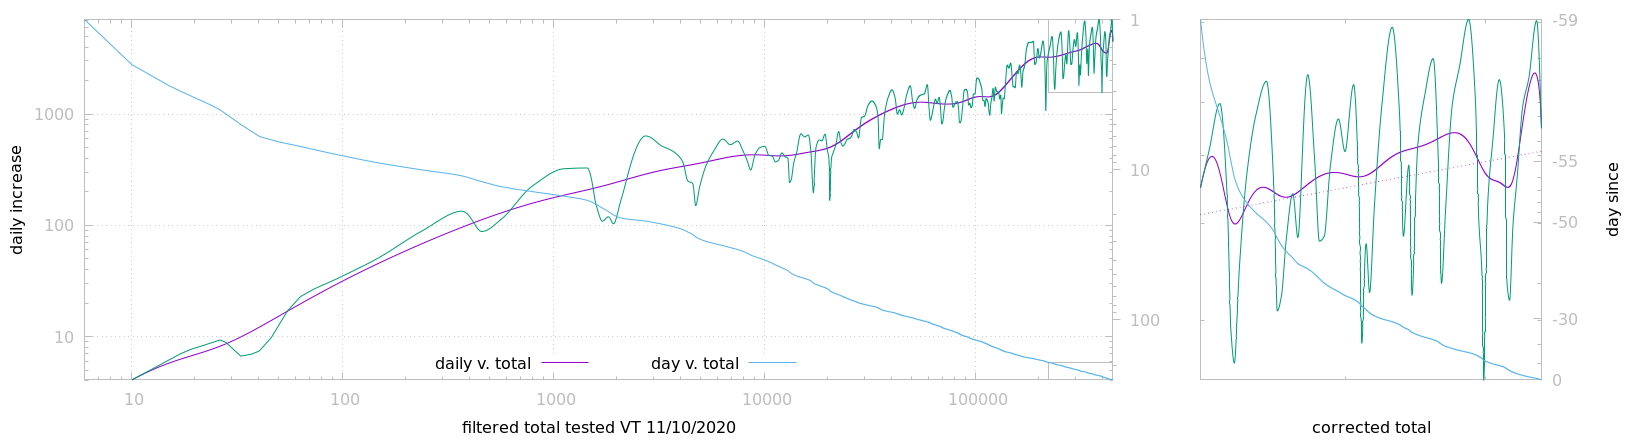 1 -59
1000
10 -55
100 -50
100 -30
10
0
daily v. total day v. total
10 100 1000 10000 100000
filtered total tested VT 11/10/2020 corrected total
daily increase
day since